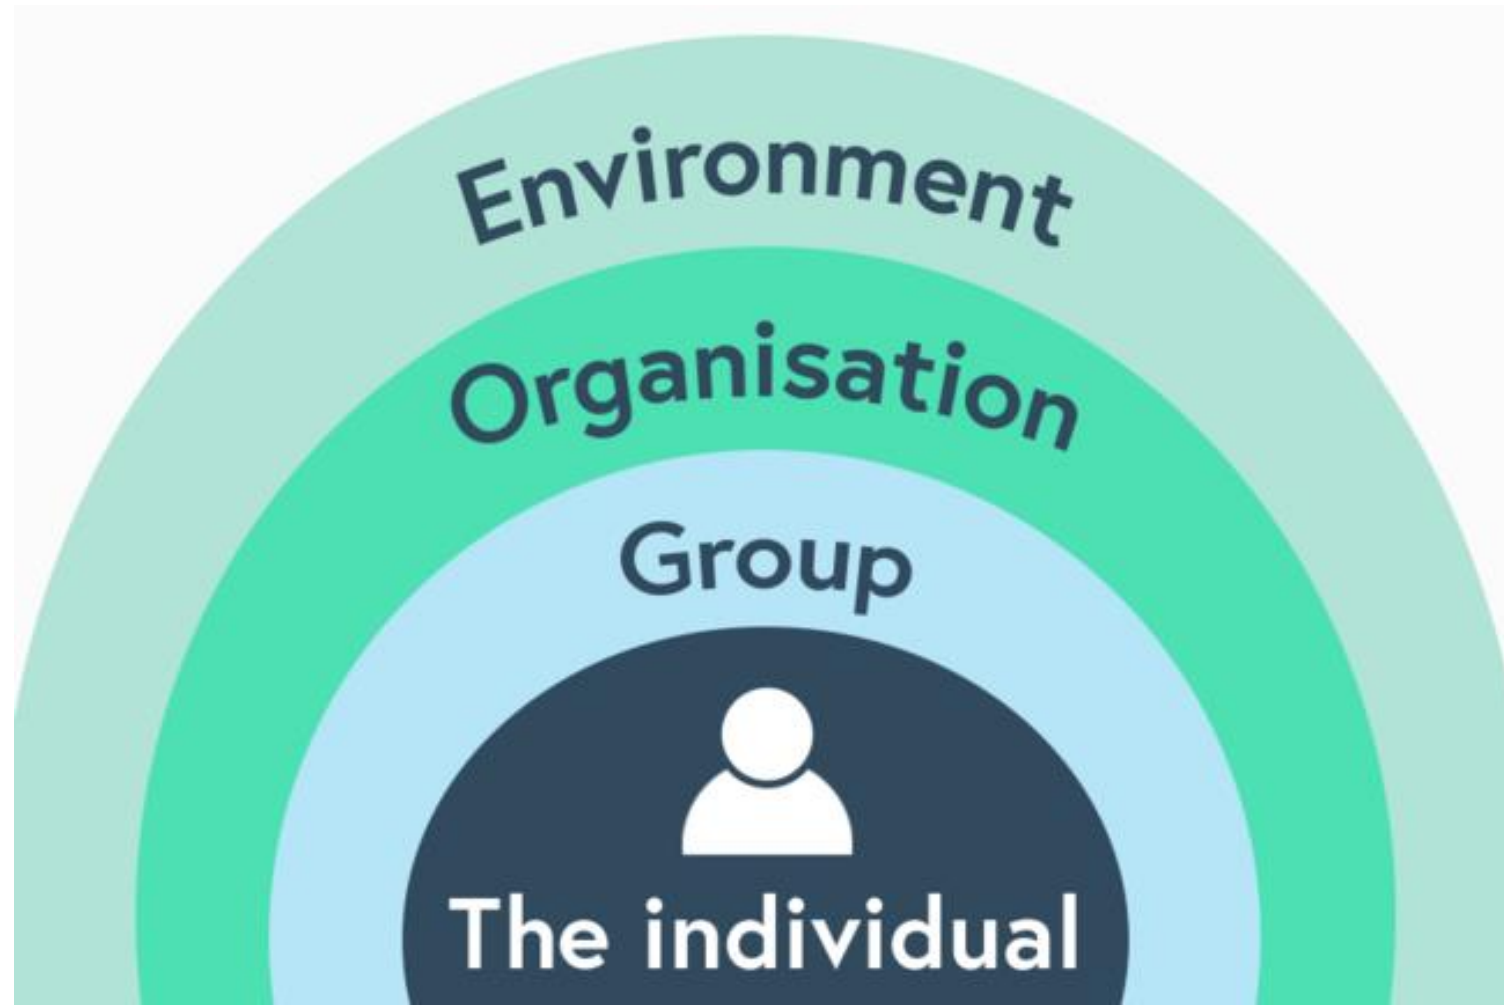 Environment
Organisation
Group
The individual